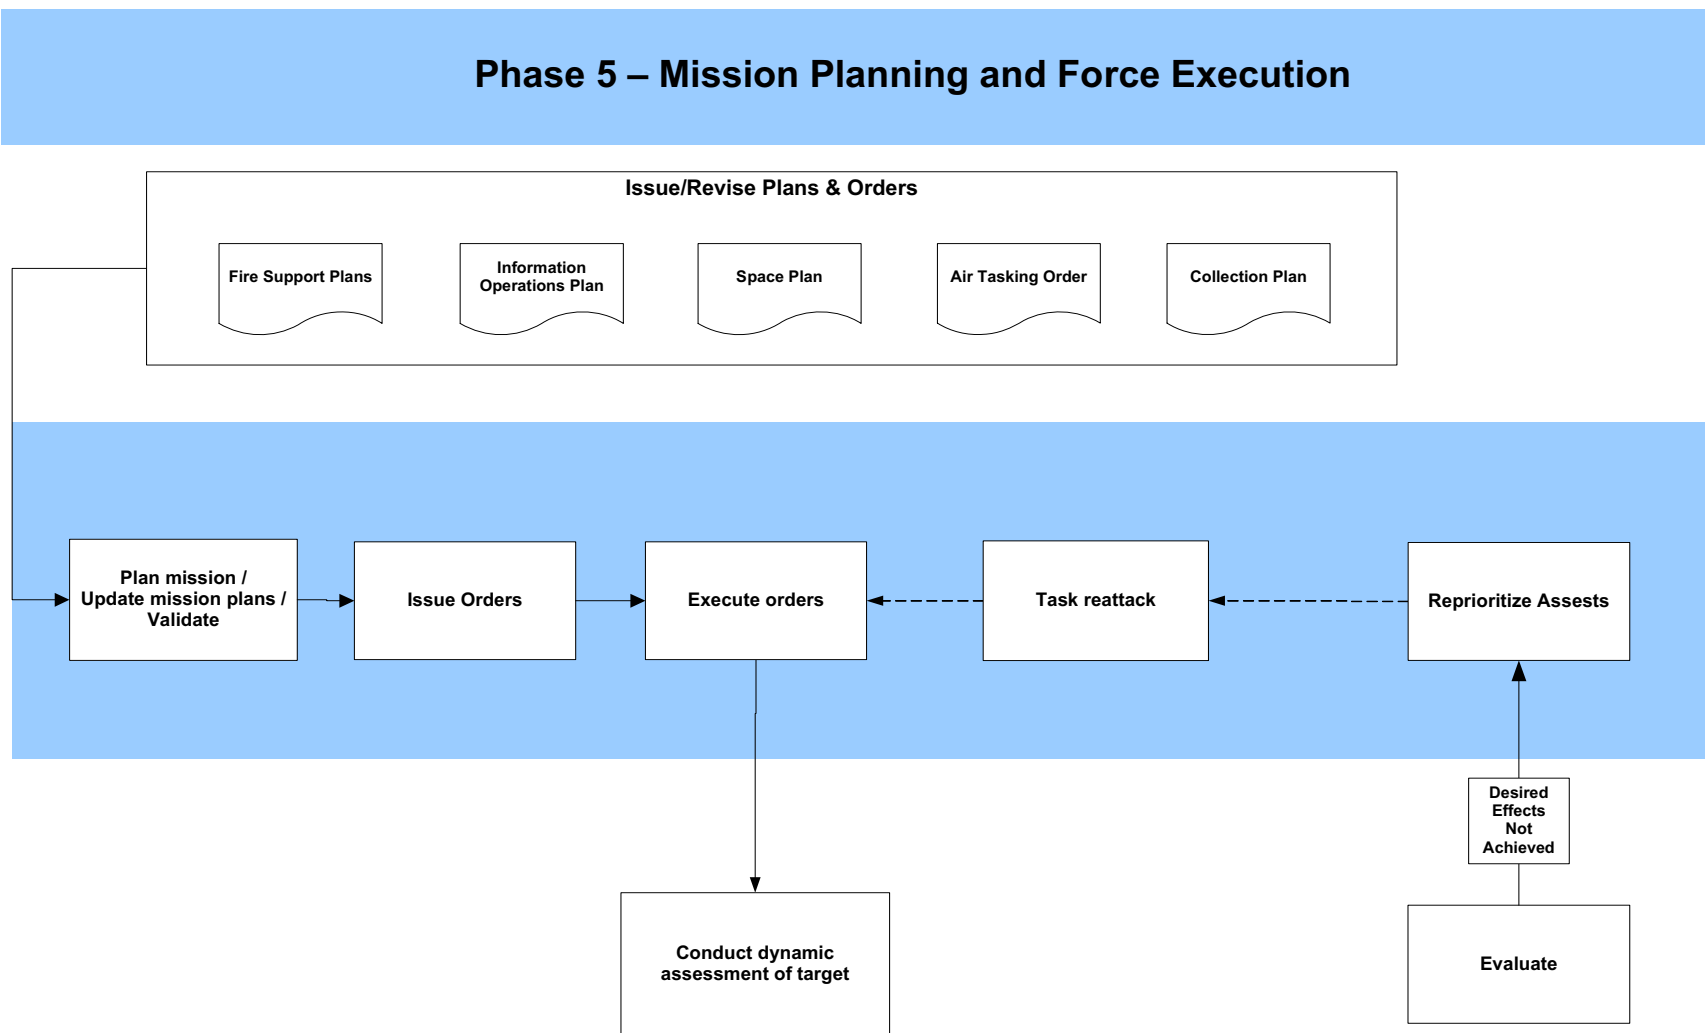 Phase 5 – Mission Planning and Force Execution
Issue/Revise Plans & Orders
Fire Support Plans
Information
Operations Plan
Space Plan
Air Tasking Order
Collection Plan
Plan mission /
Update mission plans /
Validate
Issue Orders
Execute orders
Task reattack
Reprioritize Assests
Desired
Effects
Not
Achieved
Conduct dynamic
assessment of target
Evaluate